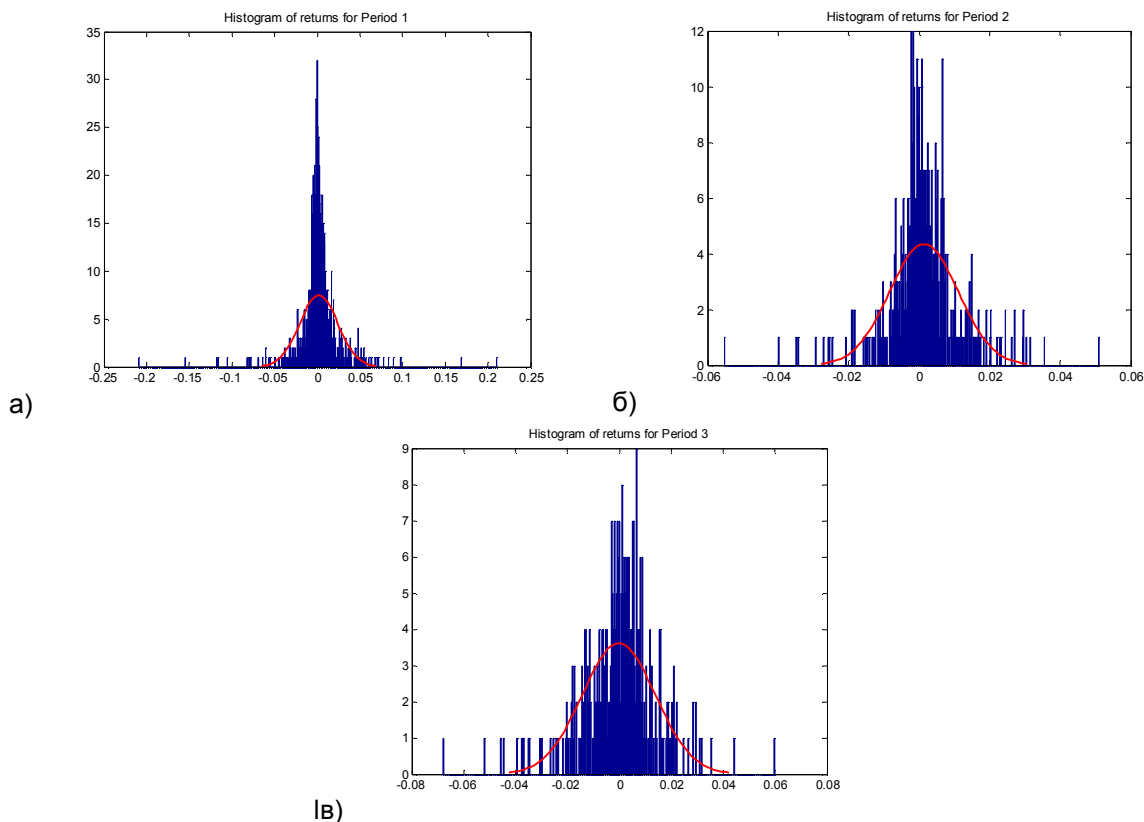 Histogram of returns for Period 1
35
30
25
20
15
10
5
0
-0.25 -0.2 -0.15 -0.1 -0.05 0 0.05 0.1 0.15 0.2 0.25
а)
Histogram of returns for Period 2
12
10
8
6
4
2
0
-0.06 -0.04 -0.02 0 0.02 0.04 0.06
б)
Histogram of returns for Period 3
9
8
7
6
5
4
3
2
1
0
-0.08 -0.06 -0.04 -0.02 0 0.02 0.04 0.06 0.08
lв)